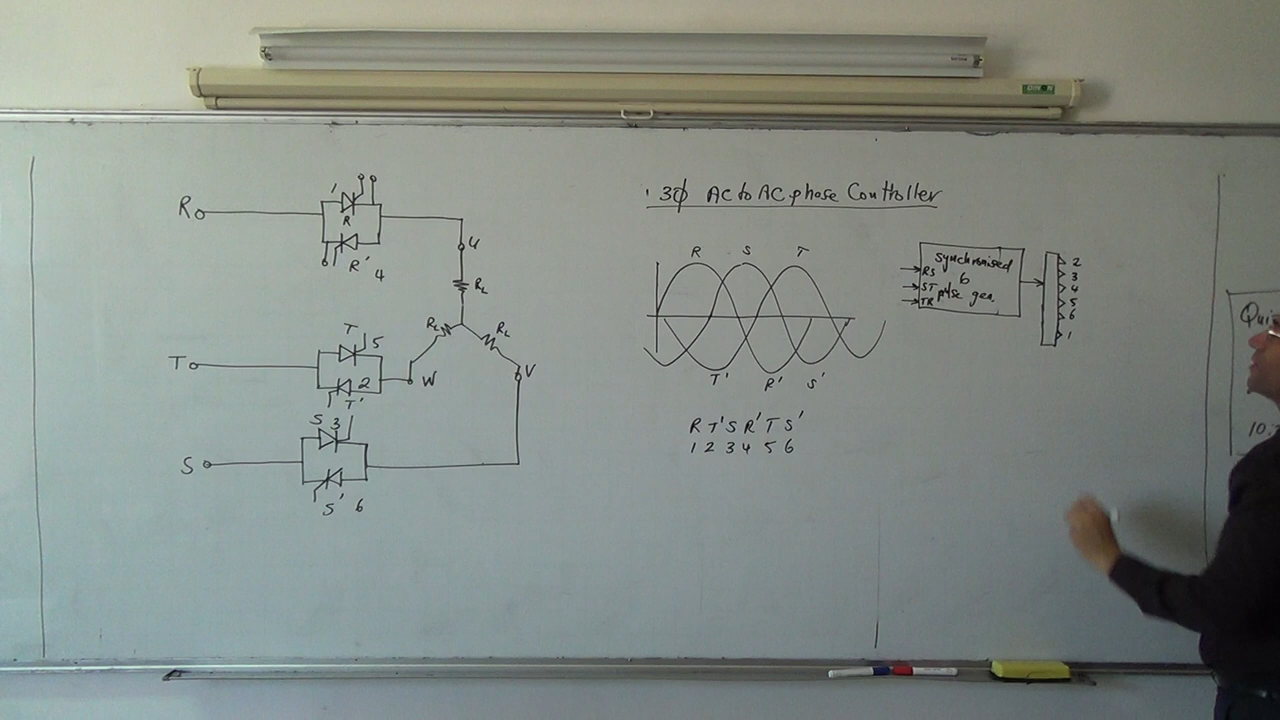 3ϕ AC to AC phase Controller
R
1
R
R' 4
U
RL
RL
RL
T
T
5
2
T'
W
V
S
S 3
S' 6
R S T
T' R' S'
R T' S R' T S'
1 2 3 4 5 6
RS
ST
TR
synchronised
6
pulse gen.
2
3
4
5
6
1
10: